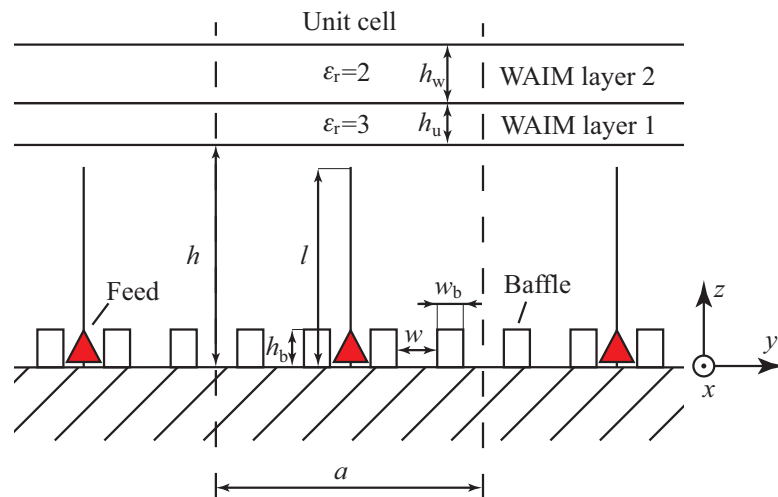 Unit cell
εr=2
hw
WAIM layer 2
εr=3
hu
WAIM layer 1
h
l
Feed
wb
Baffle
hb
w
z
y
x
a